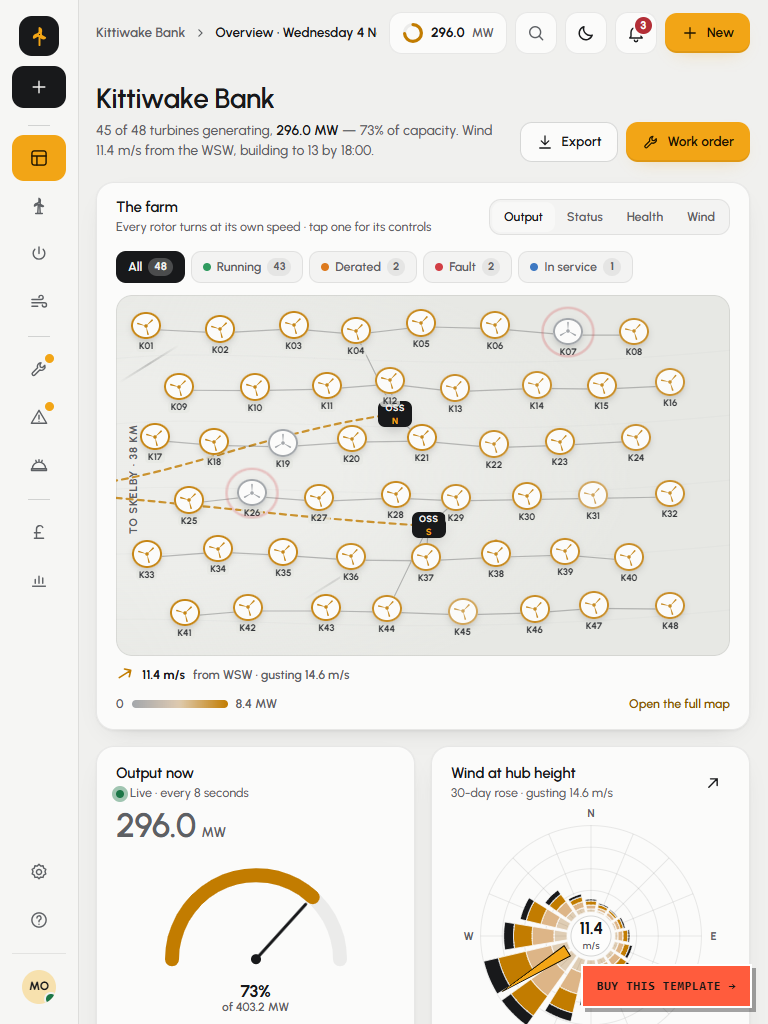 Kittiwake Bank > Overview · Wednesday 4 N
296.0 MW
3
New
Kittiwake Bank
45 of 48 turbines generating, 296.0 MW — 73% of capacity. Wind
11.4 m/s from the WSW, building to 13 by 18:00.
Export
Work order
The farm
Every rotor turns at its own speed · tap one for its controls
Output Status Health Wind
All 48
Running 43
Derated 2
Fault 2
In service 1
K01 K02 K03 K04 K05 K06 K07 K08
K09 K10 K11 K12 K13 K14 K15 K16
OSS
N
K17 K18 K19 K20 K21 K22 K23 K24
TO SKELBY · 38 KM
K25 K26 K27 K28 K29 K30 K31 K32
OSS
S
K33 K34 K35 K36 K37 K38 K39 K40
K41 K42 K43 K44 K45 K46 K47 K48
11.4 m/s from WSW · gusting 14.6 m/s
0 8.4 MW
Open the full map
Output now
Live · every 8 seconds
296.0 MW
73%
of 403.2 MW
Wind at hub height
30-day rose · gusting 14.6 m/s
N
W
11.4
m/s
E
BUY THIS TEMPLATE →
MO